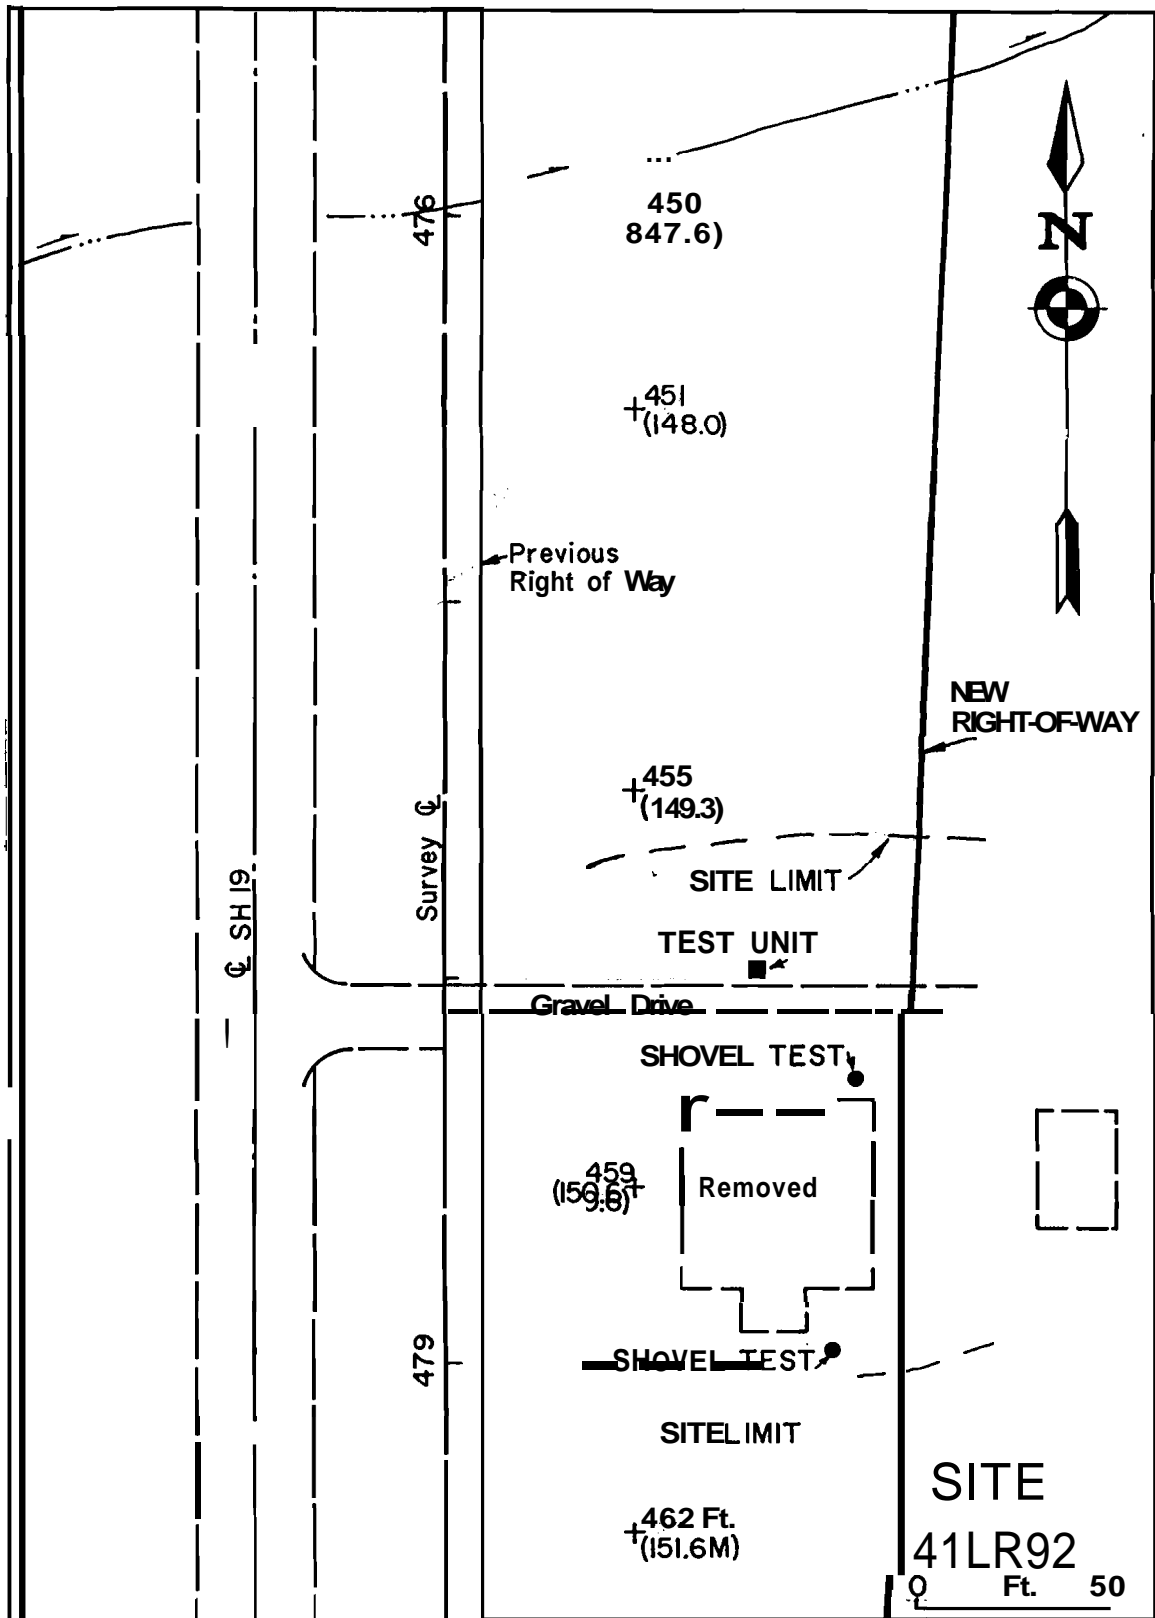 476
450
847.6)
N
451
(148.0)
Previous
Right of Way
NEW
RIGHT-OF-WAY
455
(149.3)
Survey ℄
SITE LIMIT
℄ SH 19
TEST UNIT
Gravel Drive
SHOVEL TEST
459
Removed
479
SHOVEL TEST
SITE LIMIT
462 Ft.
(151.6M)
SITE
41LR92
0 Ft. 50